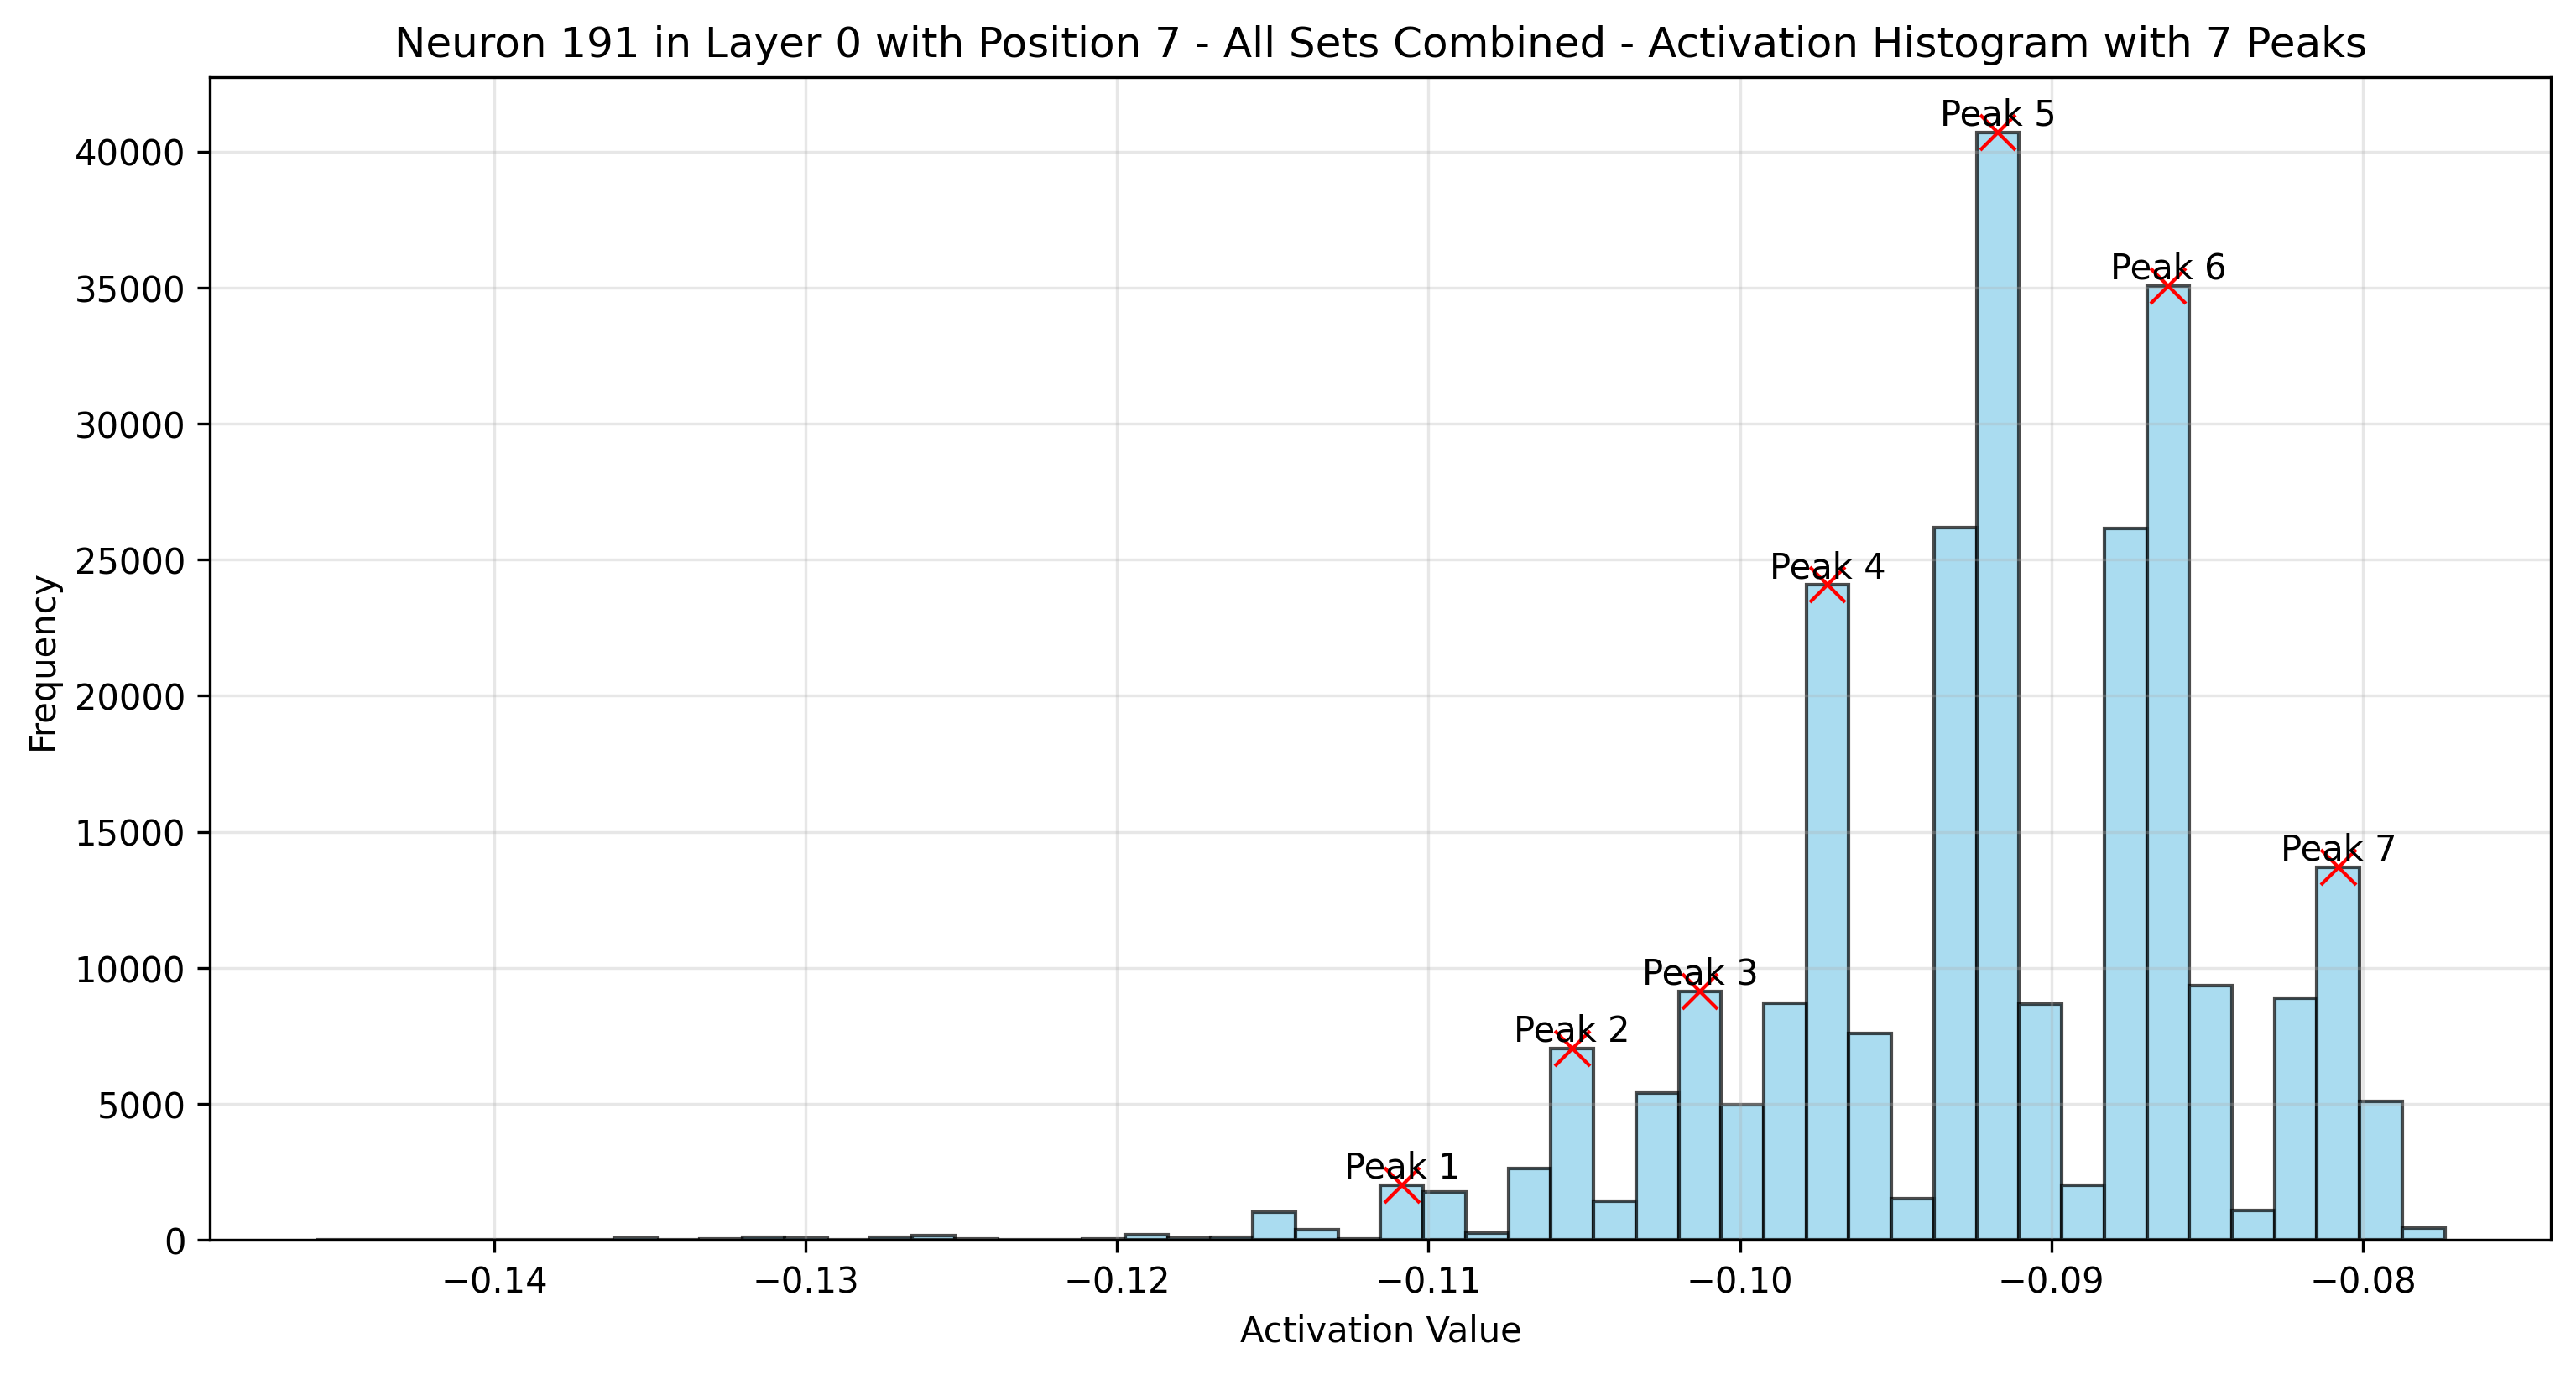 Neuron 191 in Layer 0 with Position 7 - All Sets Combined - Activation Histogram with 7 Peaks
Peak 5
40000
Peak 6
35000
30000
25000
Peak 4
20000
Frequency
15000
Peak 7
10000
Peak 3
Peak 2
5000
Peak 1
0
−0.14 −0.13 −0.12 −0.11 −0.10 −0.09 −0.08
Activation Value